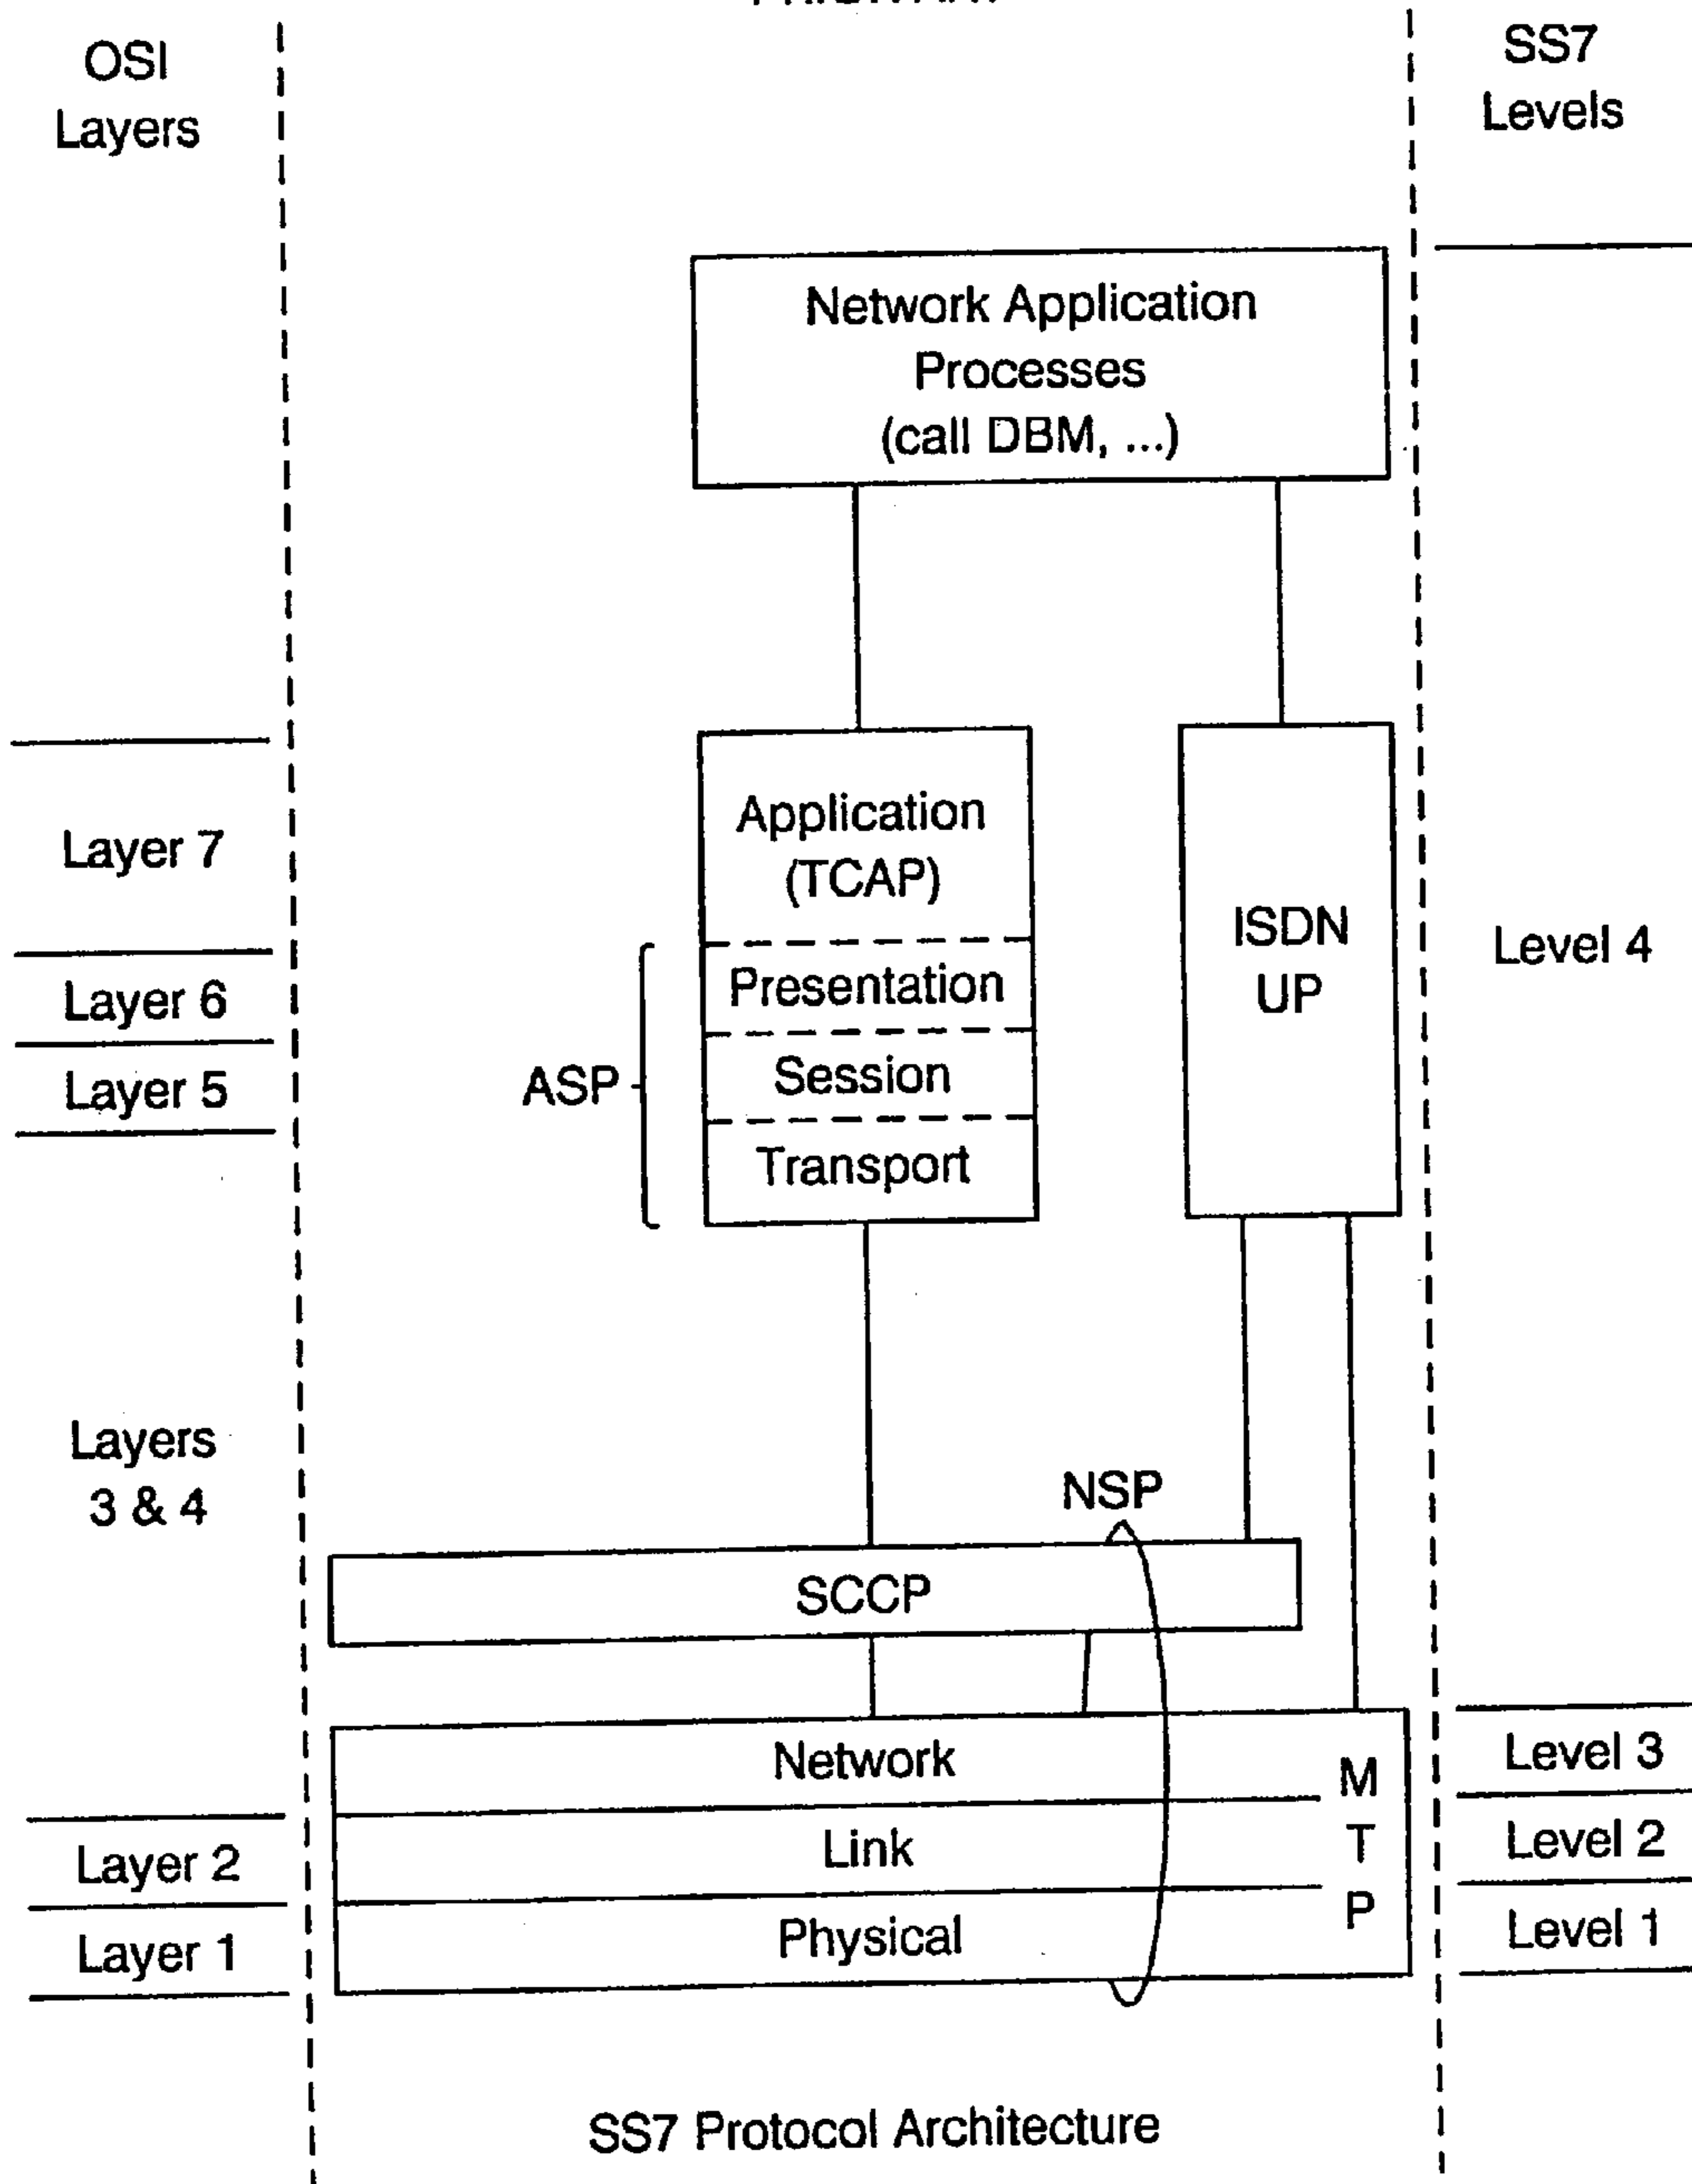 OSI
Layers
SS7
Levels
Network Application
Processes
(call DBM, ...)
Layer 7
Application
(TCAP)
ISDN
UP
Level 4
Layer 6
Presentation
Layer 5
ASP
Session
Transport
Layers
3 & 4
NSP
SCCP
Network
Link
Physical
M
T
P
Level 3
Layer 2
Level 2
Layer 1
Level 1
SS7 Protocol Architecture